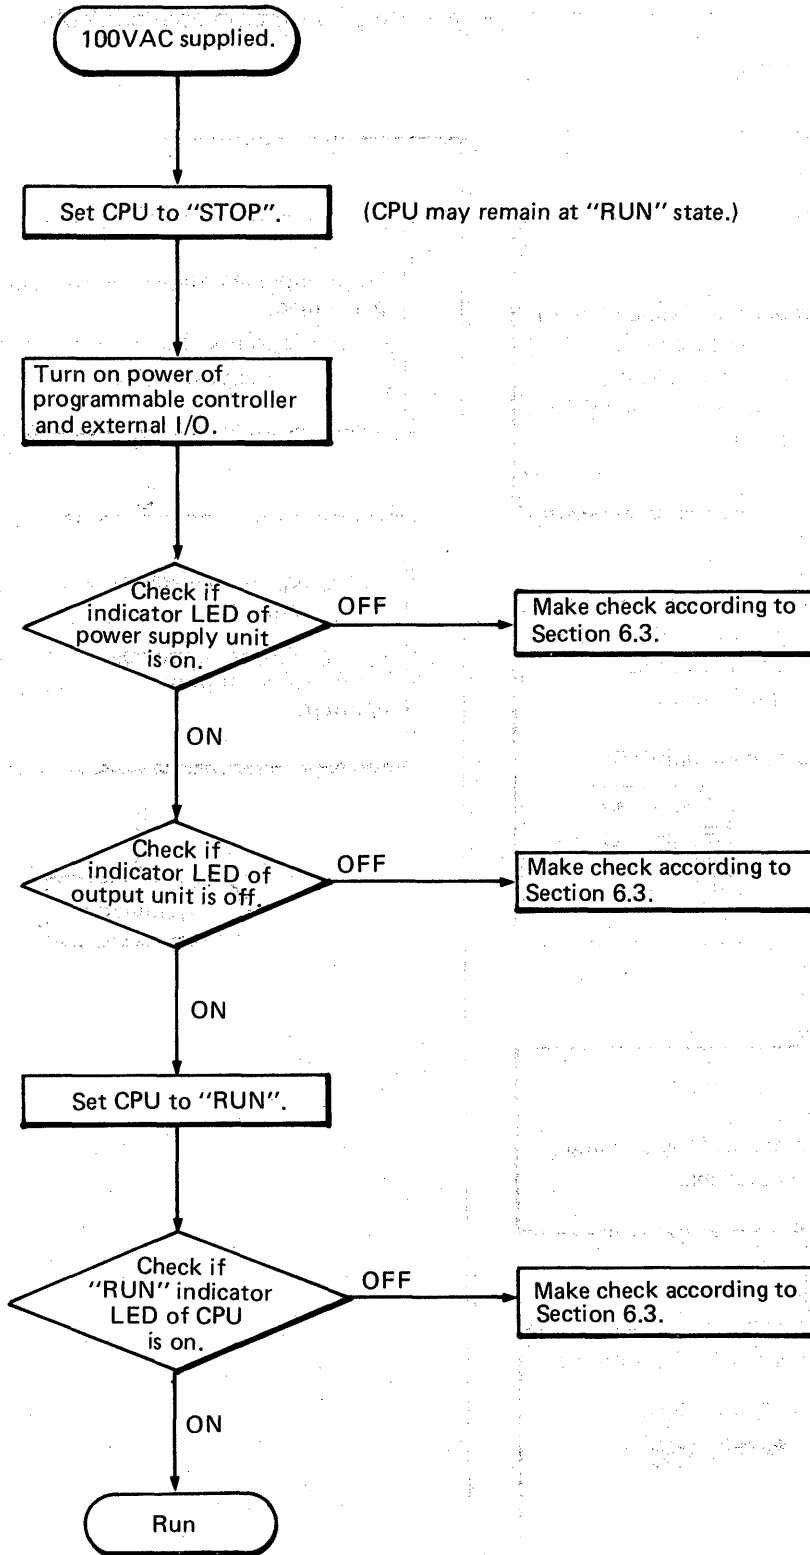 100VAC supplied.
Set CPU to "STOP".
(CPU may remain at "RUN" state.)
Turn on power of
programmable controller
and external I/O.
Check if
indicator LED of
power supply unit
is on.
OFF
Make check according to
Section 6.3.
ON
Check if
indicator LED of
output unit is off.
OFF
Make check according to
Section 6.3.
ON
Set CPU to "RUN".
Check if
"RUN" indicator
LED of CPU
is on.
OFF
Make check according to
Section 6.3.
ON
Run